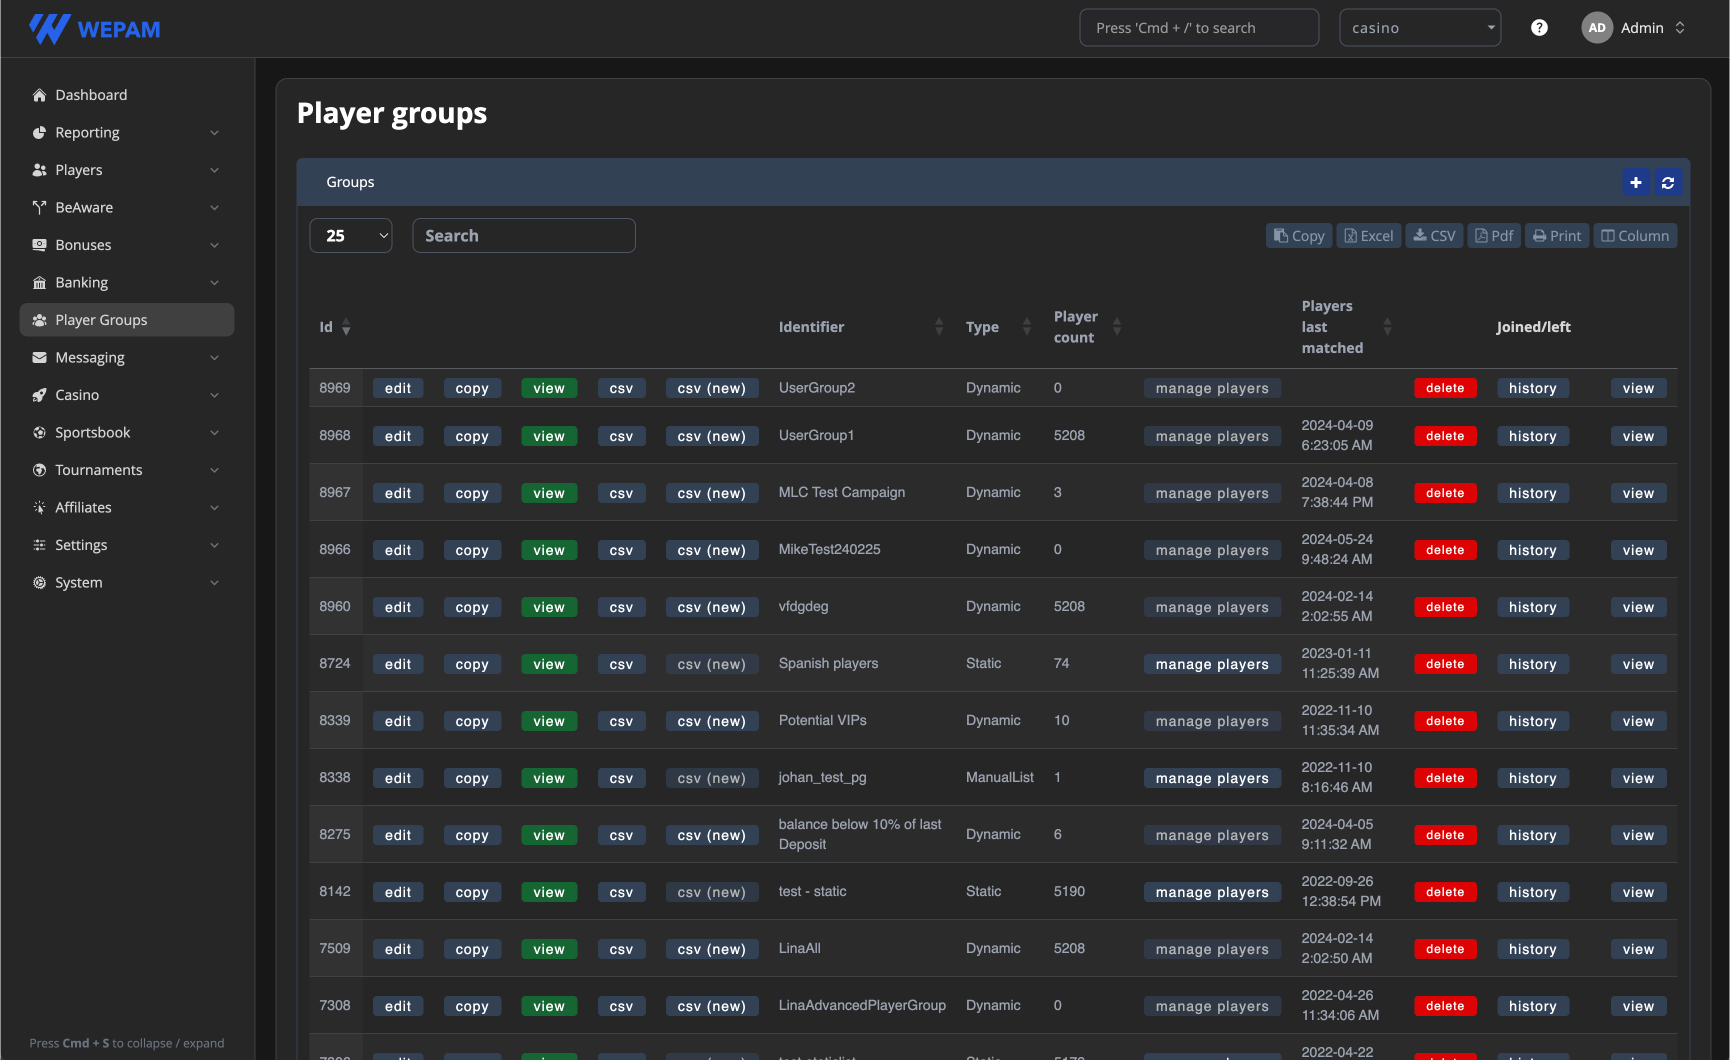 WEPAM
Press 'Cmd + /' to search
casino
?
AD
Admin
Dashboard
Reporting
Players
BeAware
Bonuses
Banking
Player Groups
Messaging
Casino
Sportsbook
Tournaments
Affiliates
Settings
System
Press Cmd + S to collapse / expand
Player groups
Groups
25
Search
Copy Excel CSV Pdf Print Column
Id Identifier Type Player count Players last matched Joined/left
8969 edit copy view csv csv (new) UserGroup2 Dynamic 0 manage players delete history view
8968 edit copy view csv csv (new) UserGroup1 Dynamic 5208 manage players 2024-04-09 6:23:05 AM delete history view
8967 edit copy view csv csv (new) MLC Test Campaign Dynamic 3 manage players 2024-04-08 7:38:44 PM delete history view
8966 edit copy view csv csv (new) MikeTest240225 Dynamic 0 manage players 2024-05-24 9:48:24 AM delete history view
8960 edit copy view csv csv (new) vfdgdeg Dynamic 5208 manage players 2024-02-14 2:02:55 AM delete history view
8724 edit copy view csv csv (new) Spanish players Static 74 manage players 2023-01-11 11:25:39 AM delete history view
8339 edit copy view csv csv (new) Potential VIPs Dynamic 10 manage players 2022-11-10 11:35:34 AM delete history view
8338 edit copy view csv csv (new) johan_test_pg ManualList 1 manage players 2022-11-10 8:16:46 AM delete history view
8275 edit copy view csv csv (new) balance below 10% of last Deposit Dynamic 6 manage players 2024-04-05 9:11:32 AM delete history view
8142 edit copy view csv csv (new) test - static Static 5190 manage players 2022-09-26 12:38:54 PM delete history view
7509 edit copy view csv csv (new) LinaAll Dynamic 5208 manage players 2024-02-14 2:02:50 AM delete history view
7308 edit copy view csv csv (new) LinaAdvancedPlayerGroup Dynamic 0 manage players 2022-04-26 11:34:06 AM delete history view
2022-04-22